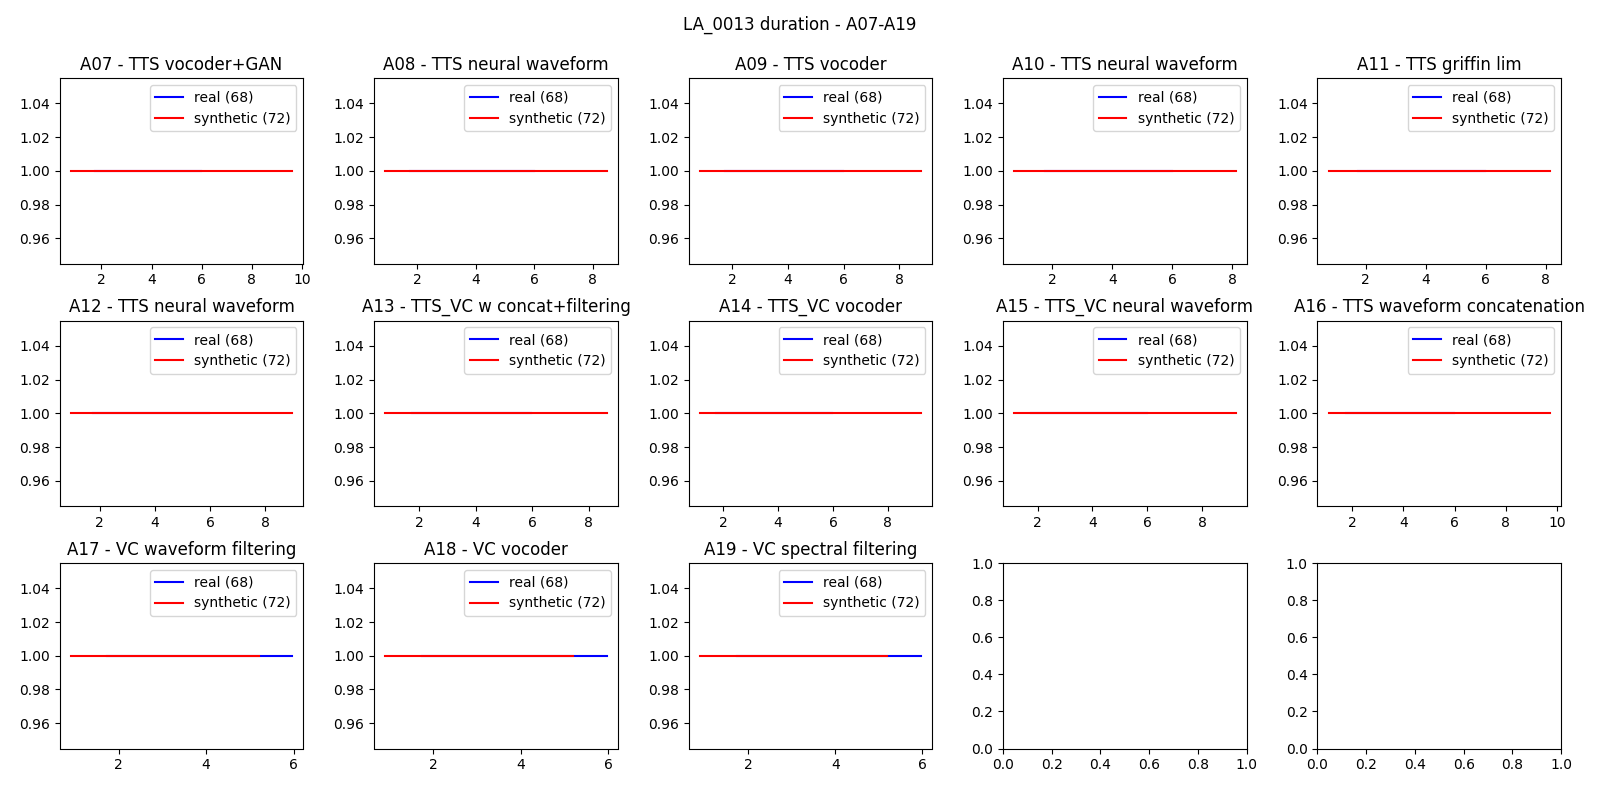 LA_0013 duration - A07-A19
A07 - TTS vocoder+GAN
real (68)
synthetic (72)
1.04
1.02
1.00
0.98
0.96
2 4 6 8 10
A08 - TTS neural waveform
real (68)
synthetic (72)
1.04
1.02
1.00
0.98
0.96
2 4 6 8
A09 - TTS vocoder
real (68)
synthetic (72)
1.04
1.02
1.00
0.98
0.96
2 4 6 8
A10 - TTS neural waveform
real (68)
synthetic (72)
1.04
1.02
1.00
0.98
0.96
2 4 6 8
A11 - TTS griffin lim
real (68)
synthetic (72)
1.04
1.02
1.00
0.98
0.96
2 4 6 8
A12 - TTS neural waveform
real (68)
synthetic (72)
1.04
1.02
1.00
0.98
0.96
2 4 6 8
A13 - TTS_VC w concat+filtering
real (68)
synthetic (72)
1.04
1.02
1.00
0.98
0.96
2 4 6 8
A14 - TTS_VC vocoder
real (68)
synthetic (72)
1.04
1.02
1.00
0.98
0.96
2 4 6 8
A15 - TTS_VC neural waveform
real (68)
synthetic (72)
1.04
1.02
1.00
0.98
0.96
2 4 6 8
A16 - TTS waveform concatenation
real (68)
synthetic (72)
1.04
1.02
1.00
0.98
0.96
2 4 6 8 10
A17 - VC waveform filtering
real (68)
synthetic (72)
1.04
1.02
1.00
0.98
0.96
2 4 6
A18 - VC vocoder
real (68)
synthetic (72)
1.04
1.02
1.00
0.98
0.96
2 4 6
A19 - VC spectral filtering
real (68)
synthetic (72)
1.04
1.02
1.00
0.98
0.96
2 4 6
1.0
0.8
0.6
0.4
0.2
0.0
0.0 0.2 0.4 0.6 0.8 1.0
1.0
0.8
0.6
0.4
0.2
0.0
0.0 0.2 0.4 0.6 0.8 1.0